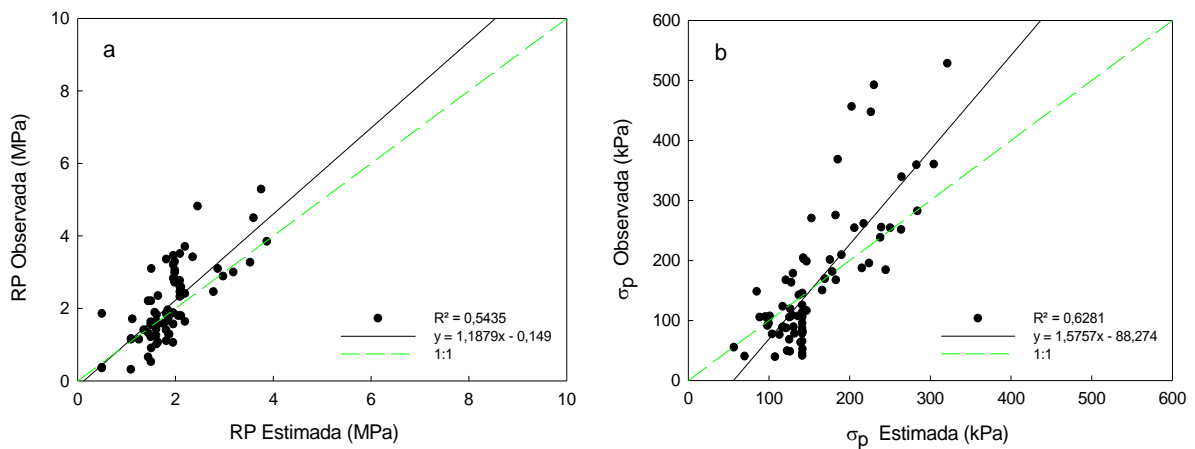 a
10
8
6
4
2
0
RP Observada (MPa)
R² = 0,5435
y = 1,1879x - 0,149
1:1
0 2 4 6 8 10
RP Estimada (MPa)
b
600
500
400
300
200
100
0
σp Observada (kPa)
R² = 0,6281
y = 1,5757x - 88,274
1:1
0 100 200 300 400 500 600
σp Estimada (kPa)